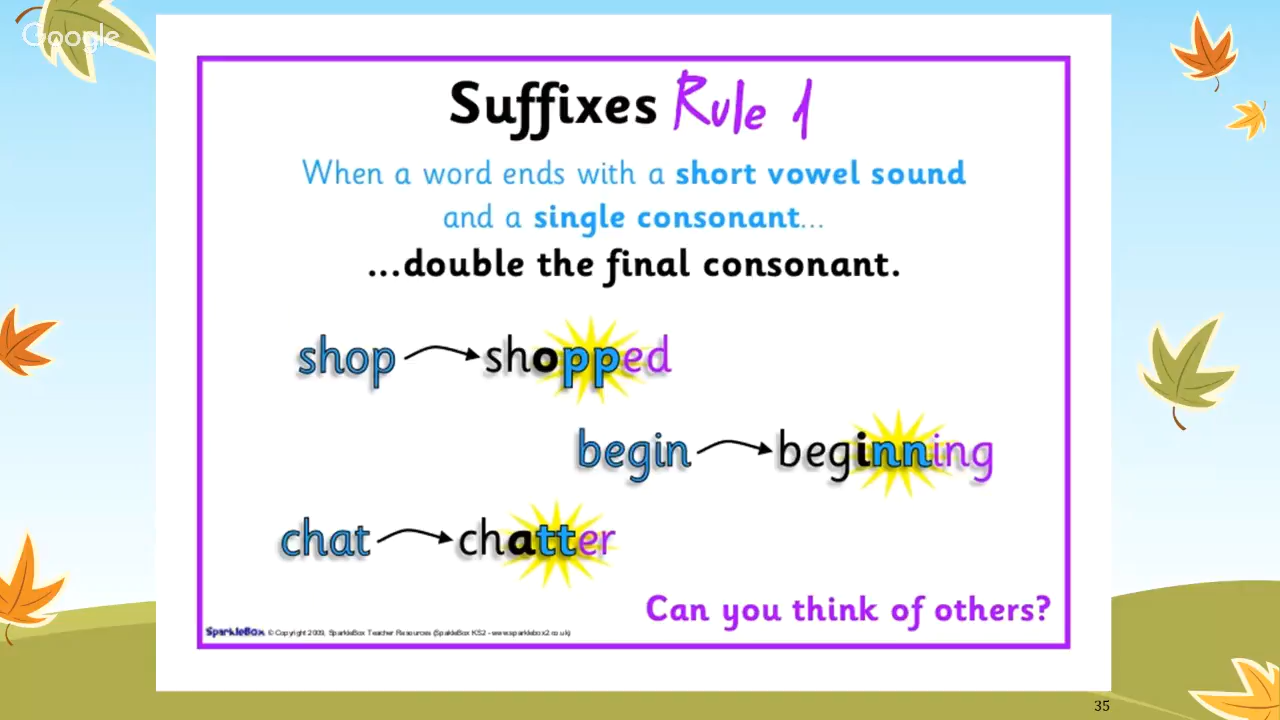 Google
Suffixes Rule 1
When a word ends with a short vowel sound
and a single consonant...
...double the final consonant.
shop shopped
begin beginning
chat chatter
Can you think of others?
SparkleBox © Copyright 2009, SparkleBox Teacher Resources (SparkleBox KS2 - www.sparklebox2.co.uk)
35